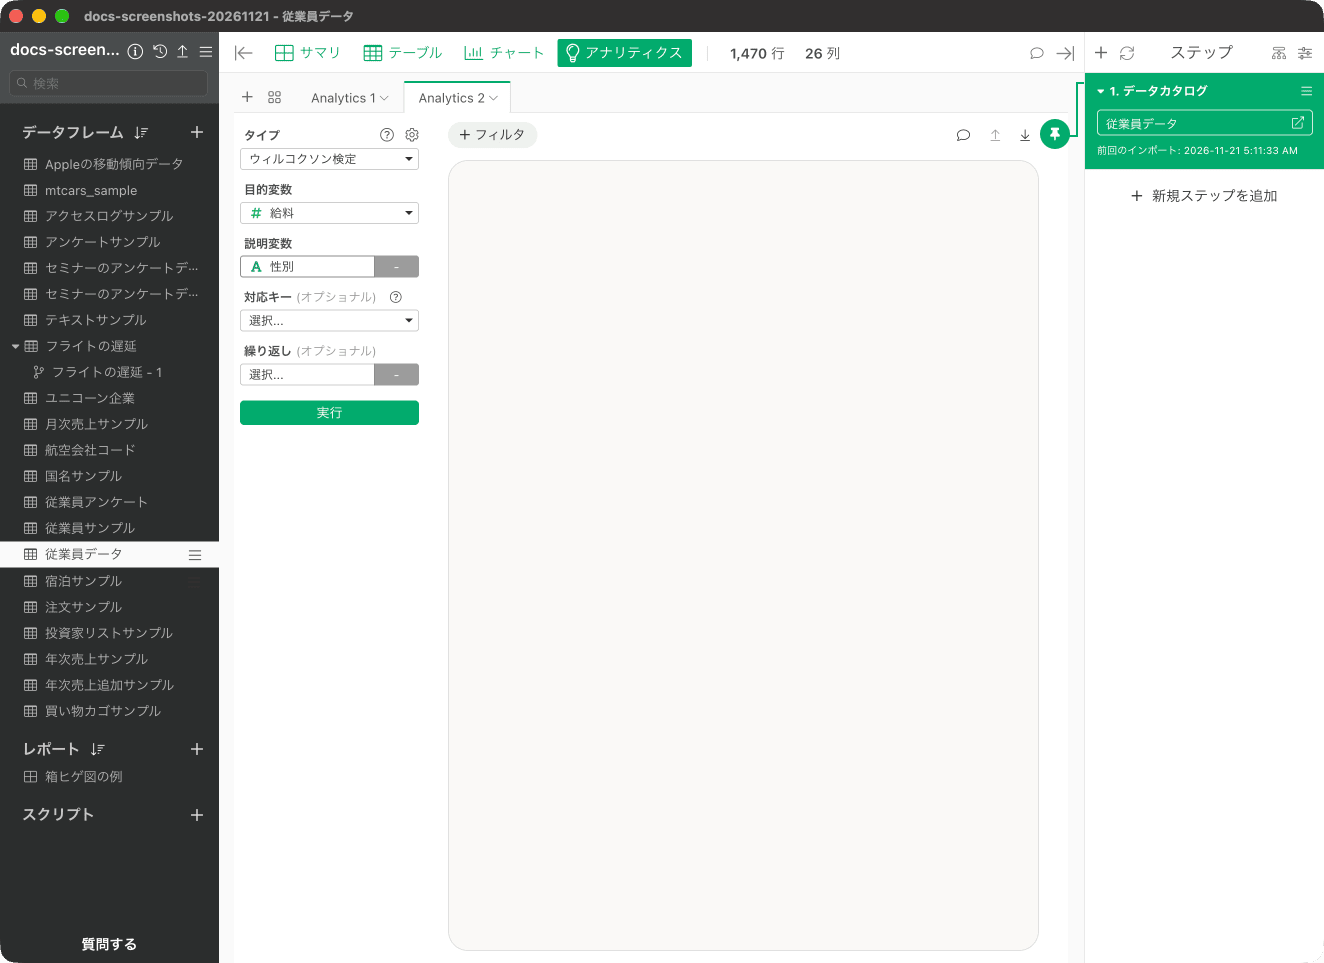 docs-screenshots-20261121 - 従業員データ
docs-screen...
検索
データフレーム
Appleの移動傾向データ
mtcars_sample
アクセスログサンプル
アンケートサンプル
セミナーのアンケートデ...
セミナーのアンケートデ...
テキストサンプル
フライトの遅延
フライトの遅延 - 1
ユニコーン企業
月次売上サンプル
航空会社コード
国名サンプル
従業員アンケート
従業員サンプル
従業員データ
宿泊サンプル
注文サンプル
投資家リストサンプル
年次売上サンプル
年次売上追加サンプル
買い物カゴサンプル
レポート
箱ヒゲ図の例
スクリプト
質問する
サマリ テーブル チャート アナリティクス 1,470 行 26 列
Analytics 1 Analytics 2
タイプ
ウィルコクソン検定
目的変数
# 給料
説明変数
A 性別 -
対応キー (オプショナル)
選択...
繰り返し (オプショナル)
選択... -
実行
+ フィルタ
ステップ
1. データカタログ
従業員データ
前回のインポート: 2026-11-21 5:11:33 AM
+ 新規ステップを追加